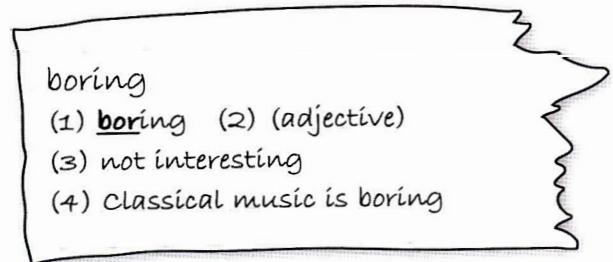 boring
(1) boring (2) (adjective)
(3) not interesting
(4) Classical music is boring